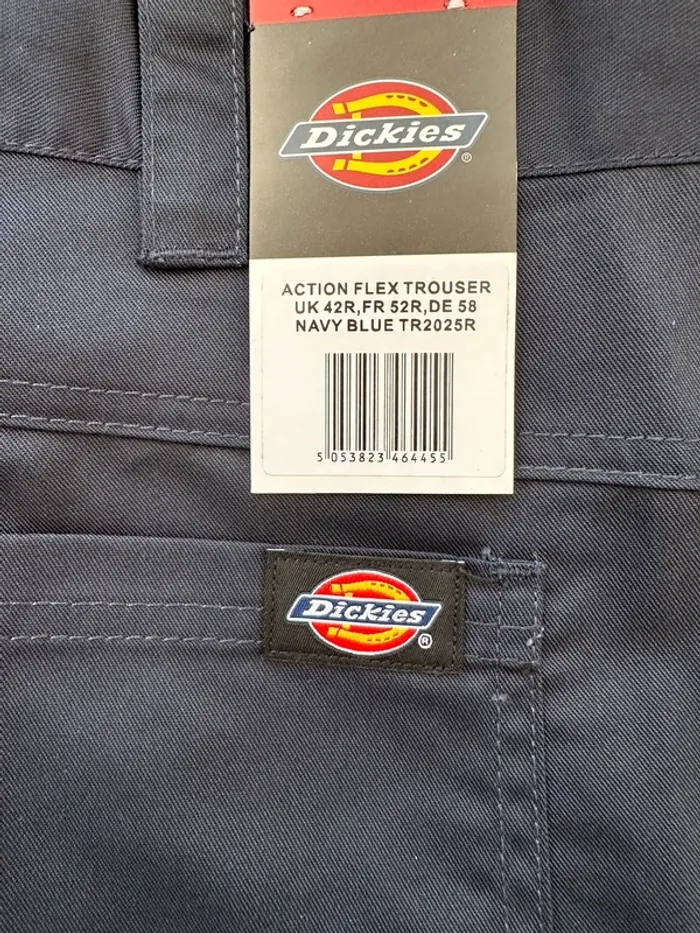 Dickies
®
ACTION FLEX TROUSER
UK 42R,FR 52R,DE 58
NAVY BLUE TR2025R
5 053823 464455
Dickies
®